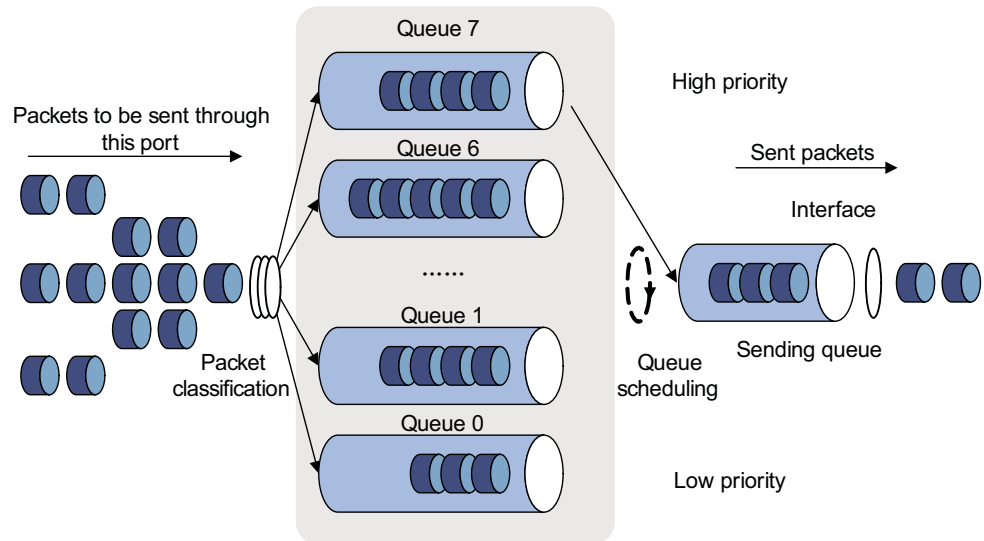 Queue 7
High priority
Packets to be sent through
this port
Queue 6
Sent packets
Interface
......
Queue 1
Sending queue
Packet
classification
Queue
scheduling
Queue 0
Low priority